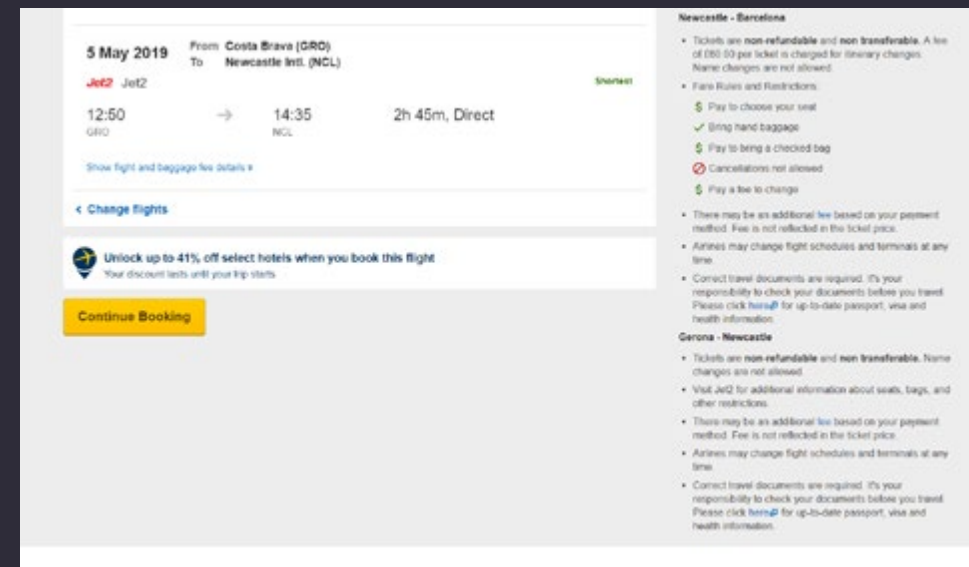 5 May 2019
From Costa Brava (GRO)
To Newcastle Intl. (NCL)
Jet2 Jet2
Shortest
12:50 → 14:35 2h 45m, Direct
GRO NCL
Show flight and baggage fee details
< Change flights
Unlock up to 41% off select hotels when you book this flight
Your discount lasts until your trip starts
Continue Booking
Newcastle - Barcelona
• Tickets are non-refundable and non transferable. A fee
of £60.00 per ticket is charged for itinerary changes.
Name changes are not allowed.
• Fare Rules and Restrictions:
$ Pay to choose your seat
✓ Bring hand baggage
$ Pay to bring a checked bag
Cancellations not allowed
$ Pay a fee to change
• There may be an additional fee based on your payment
method. Fee is not reflected in the ticket price.
• Airlines may change flight schedules and terminals at any
time.
• Correct travel documents are required. It's your
responsibility to check your documents before you travel.
Please click here for up-to-date passport, visa and
health information.
Gerona - Newcastle
• Tickets are non-refundable and non transferable. Name
changes are not allowed.
• Visit Jet2 for additional information about seats, bags, and
other restrictions.
• There may be an additional fee based on your payment
method. Fee is not reflected in the ticket price.
• Airlines may change flight schedules and terminals at any
time.
• Correct travel documents are required. It's your
responsibility to check your documents before you travel.
Please click here for up-to-date passport, visa and
health information.